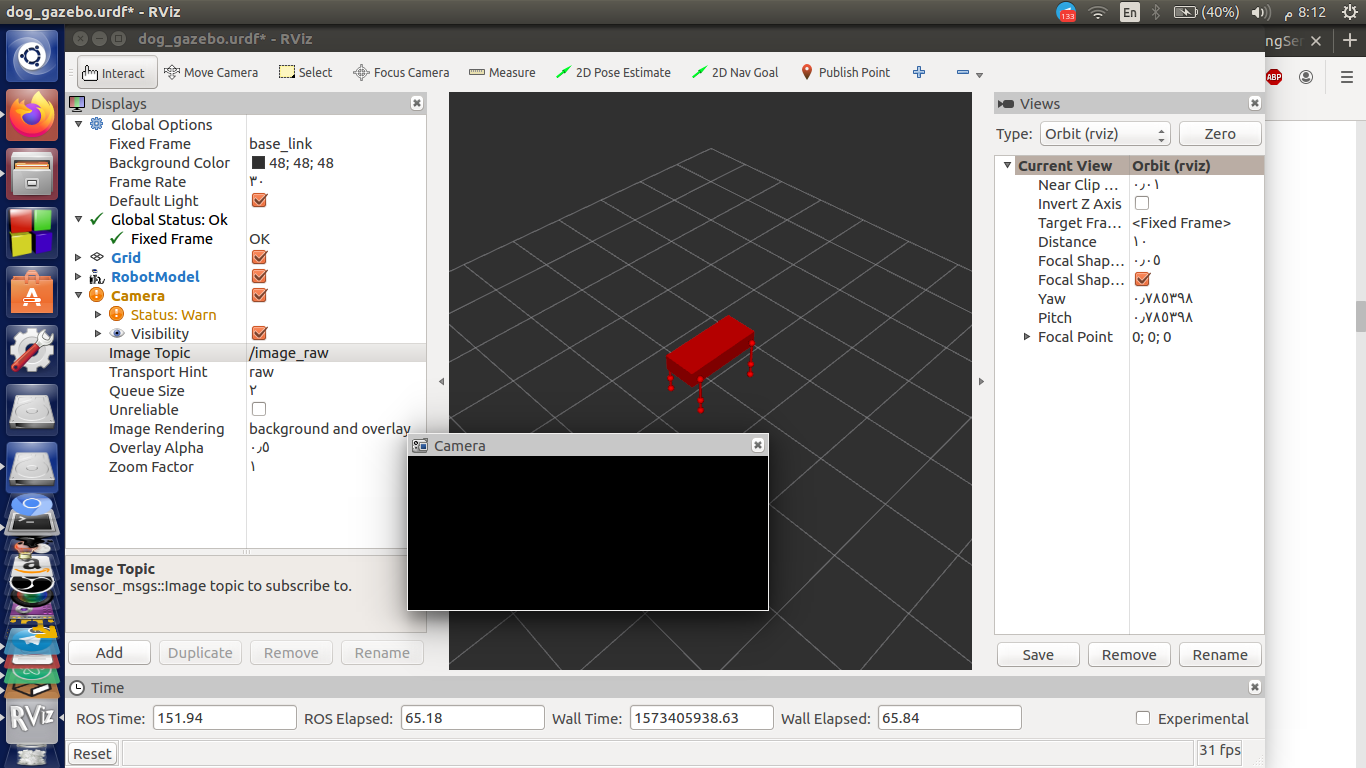 dog_gazebo.urdf* - RViz
133
En
(40%)
8:12 م
dog_gazebo.urdf* - RViz
ngSer
ABP
Interact
Move Camera
Select
Focus Camera
Measure
2D Pose Estimate
2D Nav Goal
Publish Point
Displays
Global Options
Fixed Frame base_link
Background Color 48; 48; 48
Frame Rate ٣٠
Default Light
Global Status: Ok
Fixed Frame OK
Grid
RobotModel
Camera
Status: Warn
Visibility
Image Topic /image_raw
Transport Hint raw
Queue Size ٢
Unreliable
Image Rendering background and overlay
Overlay Alpha ٠٫٥
Zoom Factor ١
Image Topic
sensor_msgs::Image topic to subscribe to.
Add
Duplicate
Remove
Rename
Camera
Views
Type: Orbit (rviz) Zero
Current View Orbit (rviz)
Near Clip ... ٠٫٠١
Invert Z Axis
Target Fra... <Fixed Frame>
Distance ١٠
Focal Shap... ٠٫٠٥
Focal Shap...
Yaw ٠٫٧٨٥٣٩٨
Pitch ٠٫٧٨٥٣٩٨
Focal Point 0; 0; 0
Save
Remove
Rename
Time
ROS Time: 151.94 ROS Elapsed: 65.18 Wall Time: 1573405938.63 Wall Elapsed: 65.84 Experimental
Reset
31 fps
RViz